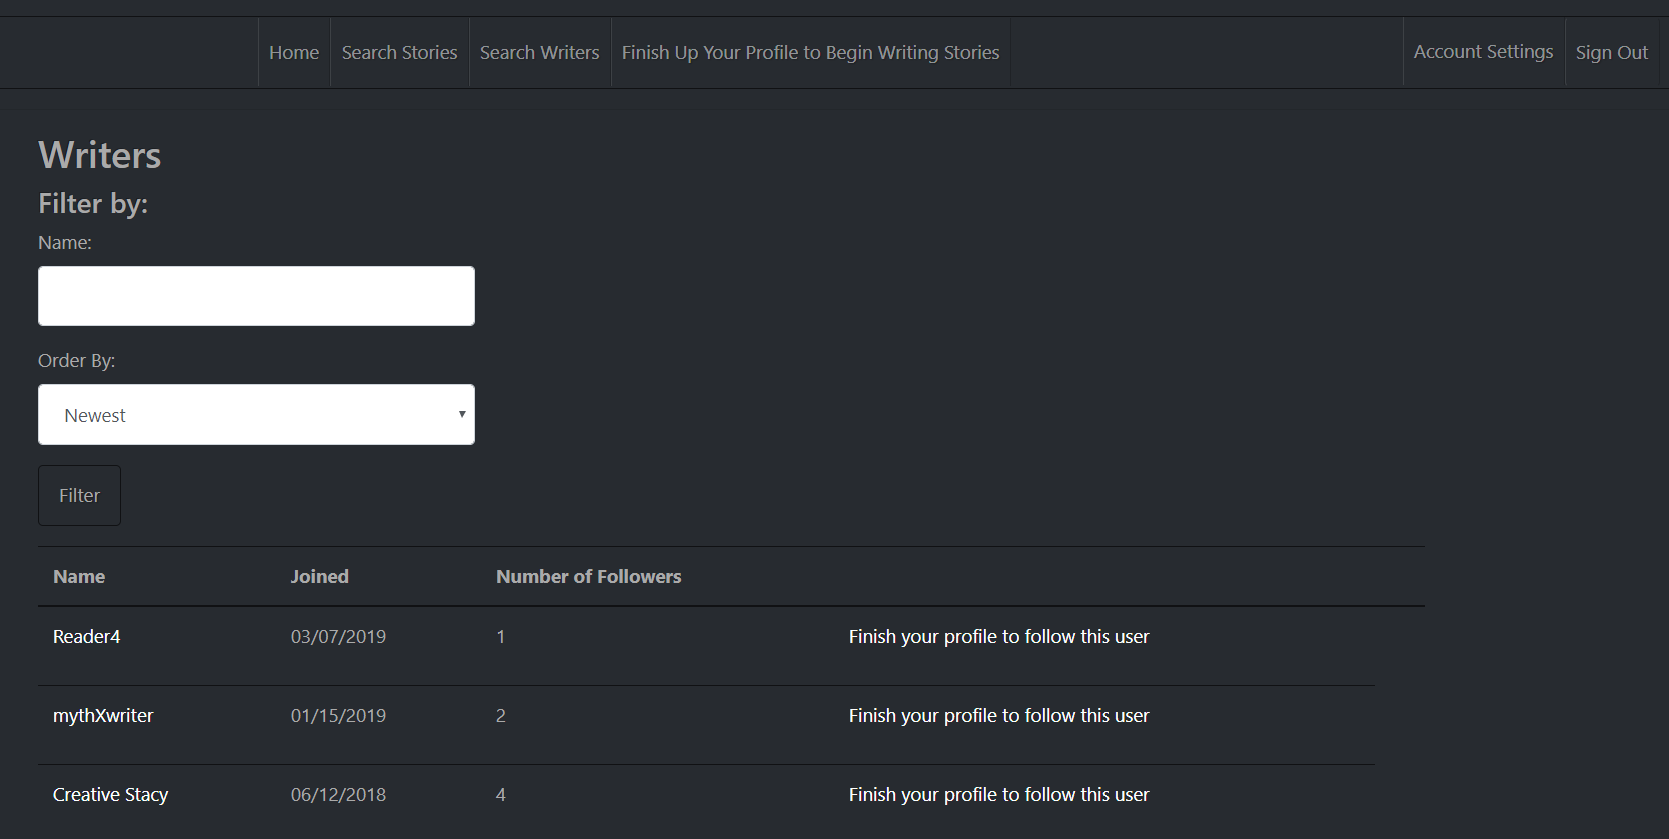 Home Search Stories Search Writers Finish Up Your Profile to Begin Writing Stories Account Settings Sign Out
Writers
Filter by:
Name:
Order By:
Newest
Filter
Name Joined Number of Followers
Reader4 03/07/2019 1 Finish your profile to follow this user
mythXwriter 01/15/2019 2 Finish your profile to follow this user
Creative Stacy 06/12/2018 4 Finish your profile to follow this user